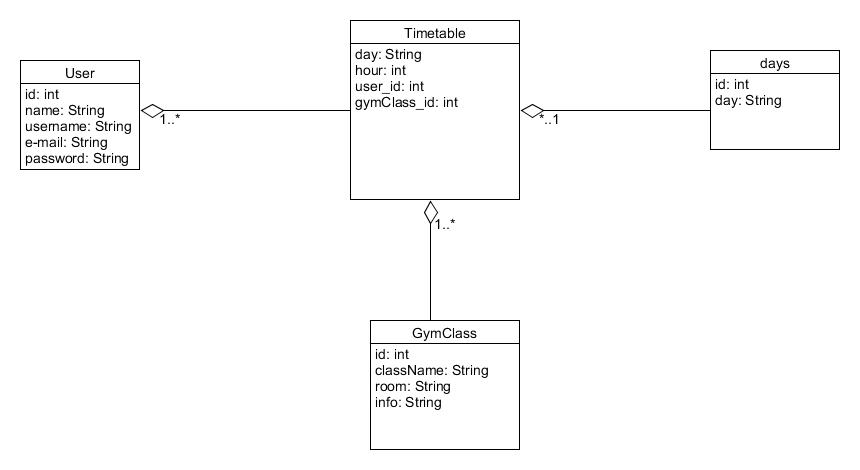 Timetable
day: String
hour: int
user_id: int
gymClass_id: int
User
id: int
name: String
username: String
e-mail: String
password: String
1..*
days
id: int
day: String
*..1
1..*
GymClass
id: int
className: String
room: String
info: String